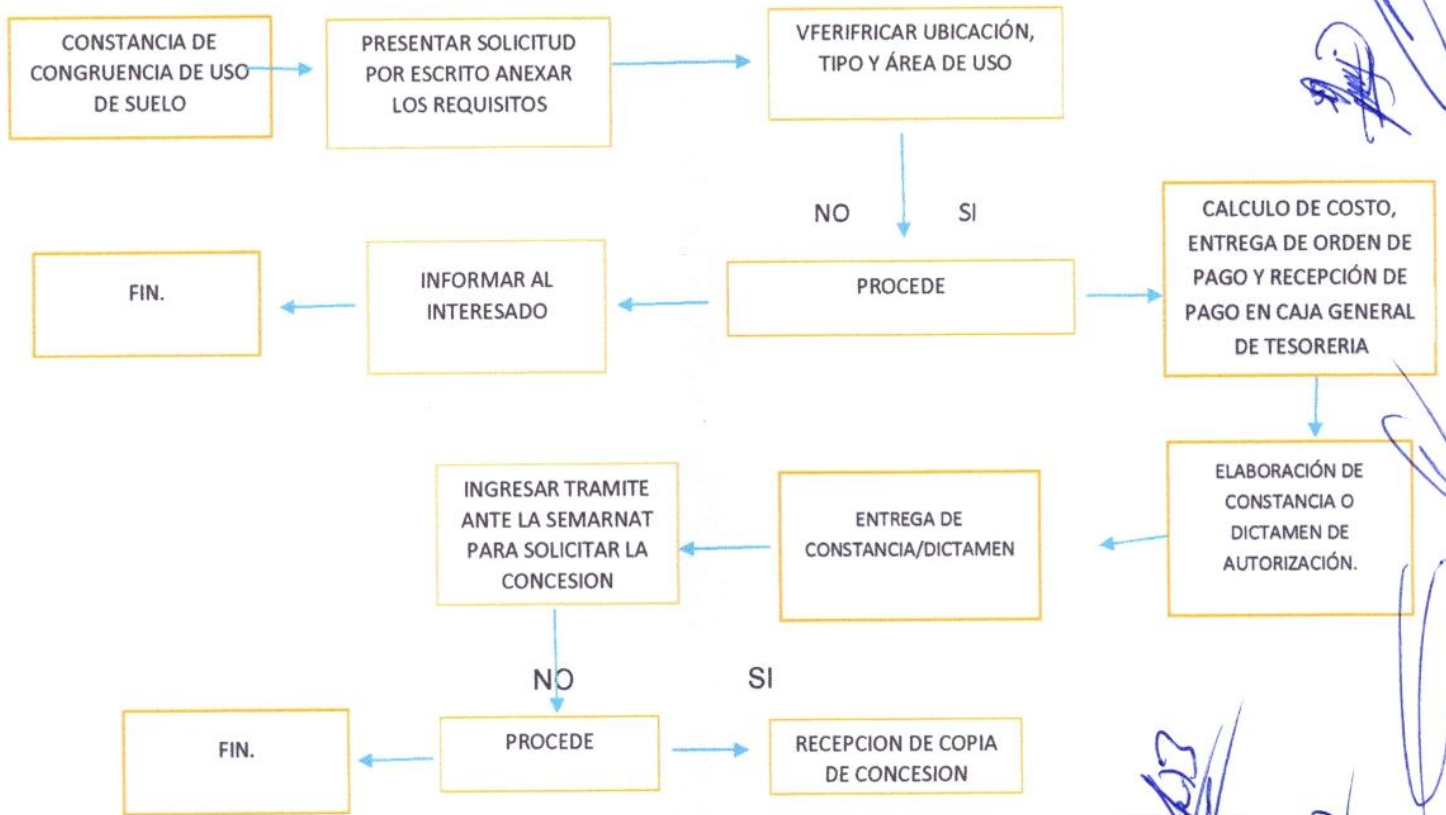 CONSTANCIA DE
CONGRUENCIA DE USO
DE SUELO
PRESENTAR SOLICITUD
POR ESCRITO ANEXAR
LOS REQUISITOS
VFERIFRICAR UBICACIÓN,
TIPO Y ÁREA DE USO
NO
SI
PROCEDE
INFORMAR AL
INTERESADO
FIN.
CALCULO DE COSTO,
ENTREGA DE ORDEN DE
PAGO Y RECEPCIÓN DE
PAGO EN CAJA GENERAL
DE TESORERIA
ELABORACIÓN DE
CONSTANCIA O
DICTAMEN DE
AUTORIZACIÓN.
ENTREGA DE
CONSTANCIA/DICTAMEN
INGRESAR TRAMITE
ANTE LA SEMARNAT
PARA SOLICITAR LA
CONCESION
NO
SI
PROCEDE
FIN.
RECEPCION DE COPIA
DE CONCESION